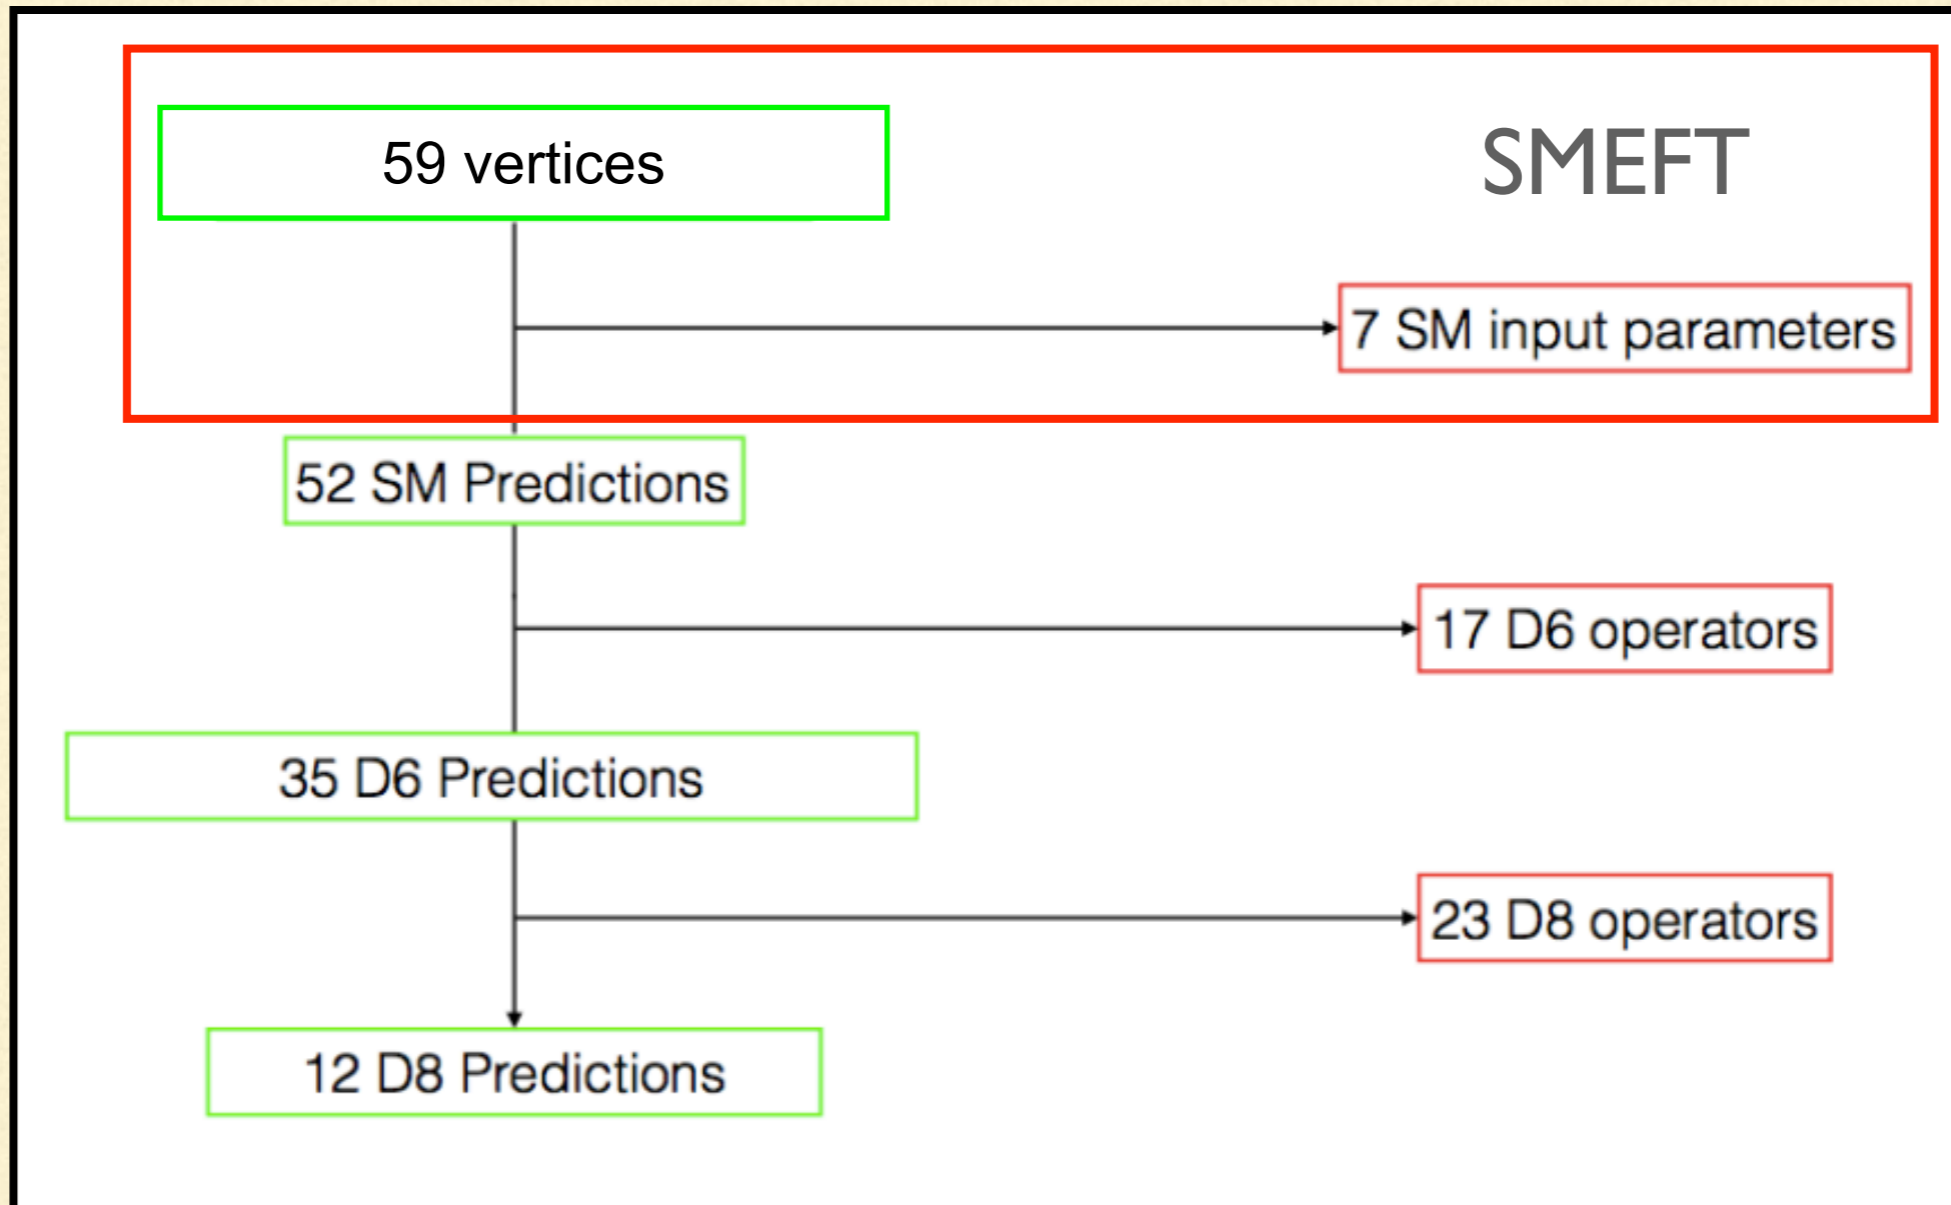 59 vertices
SMEFT
7 SM input parameters
52 SM Predictions
17 D6 operators
35 D6 Predictions
23 D8 operators
12 D8 Predictions